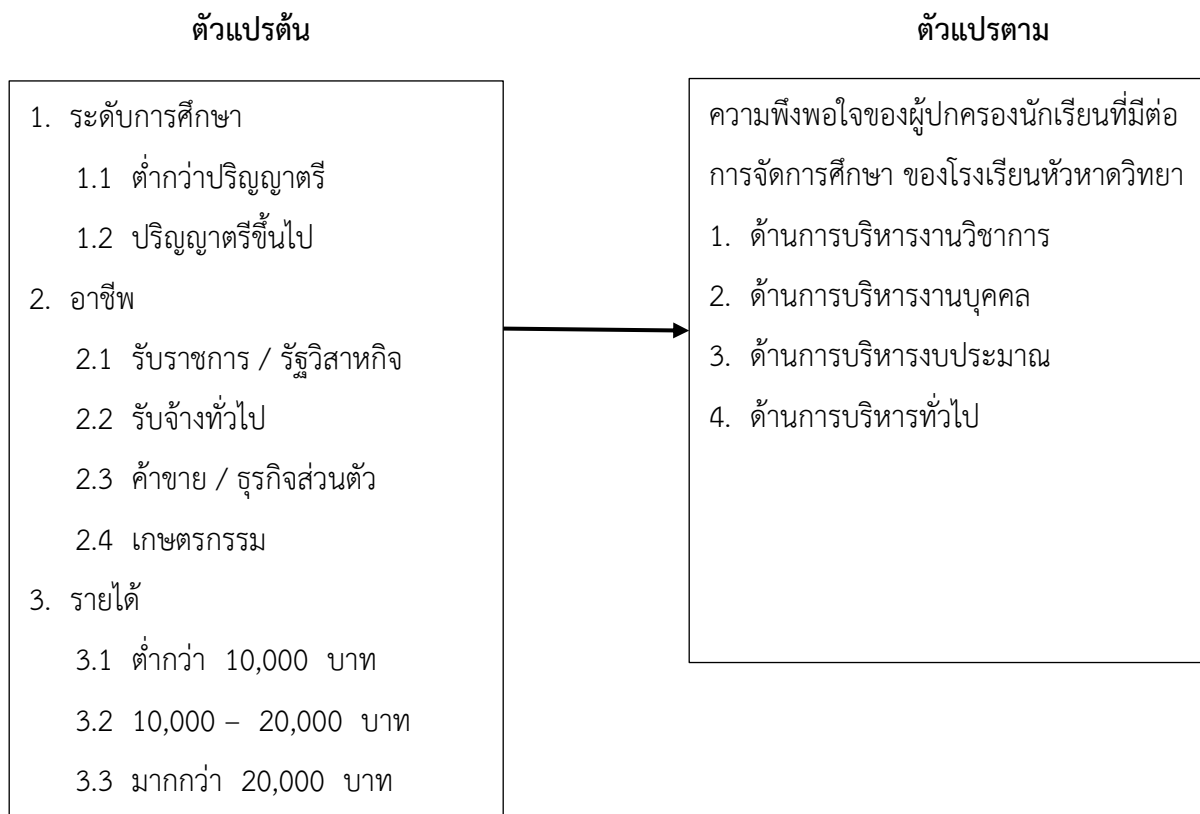 ตัวแปรต้น
1. ระดับการศึกษา
1.1 ต่ำกว่าปริญญาตรี
1.2 ปริญญาตรีขึ้นไป
2. อาชีพ
2.1 รับราชการ / รัฐวิสาหกิจ
2.2 รับจ้างทั่วไป
2.3 ค้าขาย / ธุรกิจส่วนตัว
2.4 เกษตรกรรม
3. รายได้
3.1 ต่ำกว่า 10,000 บาท
3.2 10,000 – 20,000 บาท
3.3 มากกว่า 20,000 บาท
ตัวแปรตาม
ความพึงพอใจของผู้ปกครองนักเรียนที่มีต่อ
การจัดการศึกษา ของโรงเรียนหัวหาดวิทยา
1. ด้านการบริหารงานวิชาการ
2. ด้านการบริหารงานบุคคล
3. ด้านการบริหารงบประมาณ
4. ด้านการบริหารทั่วไป